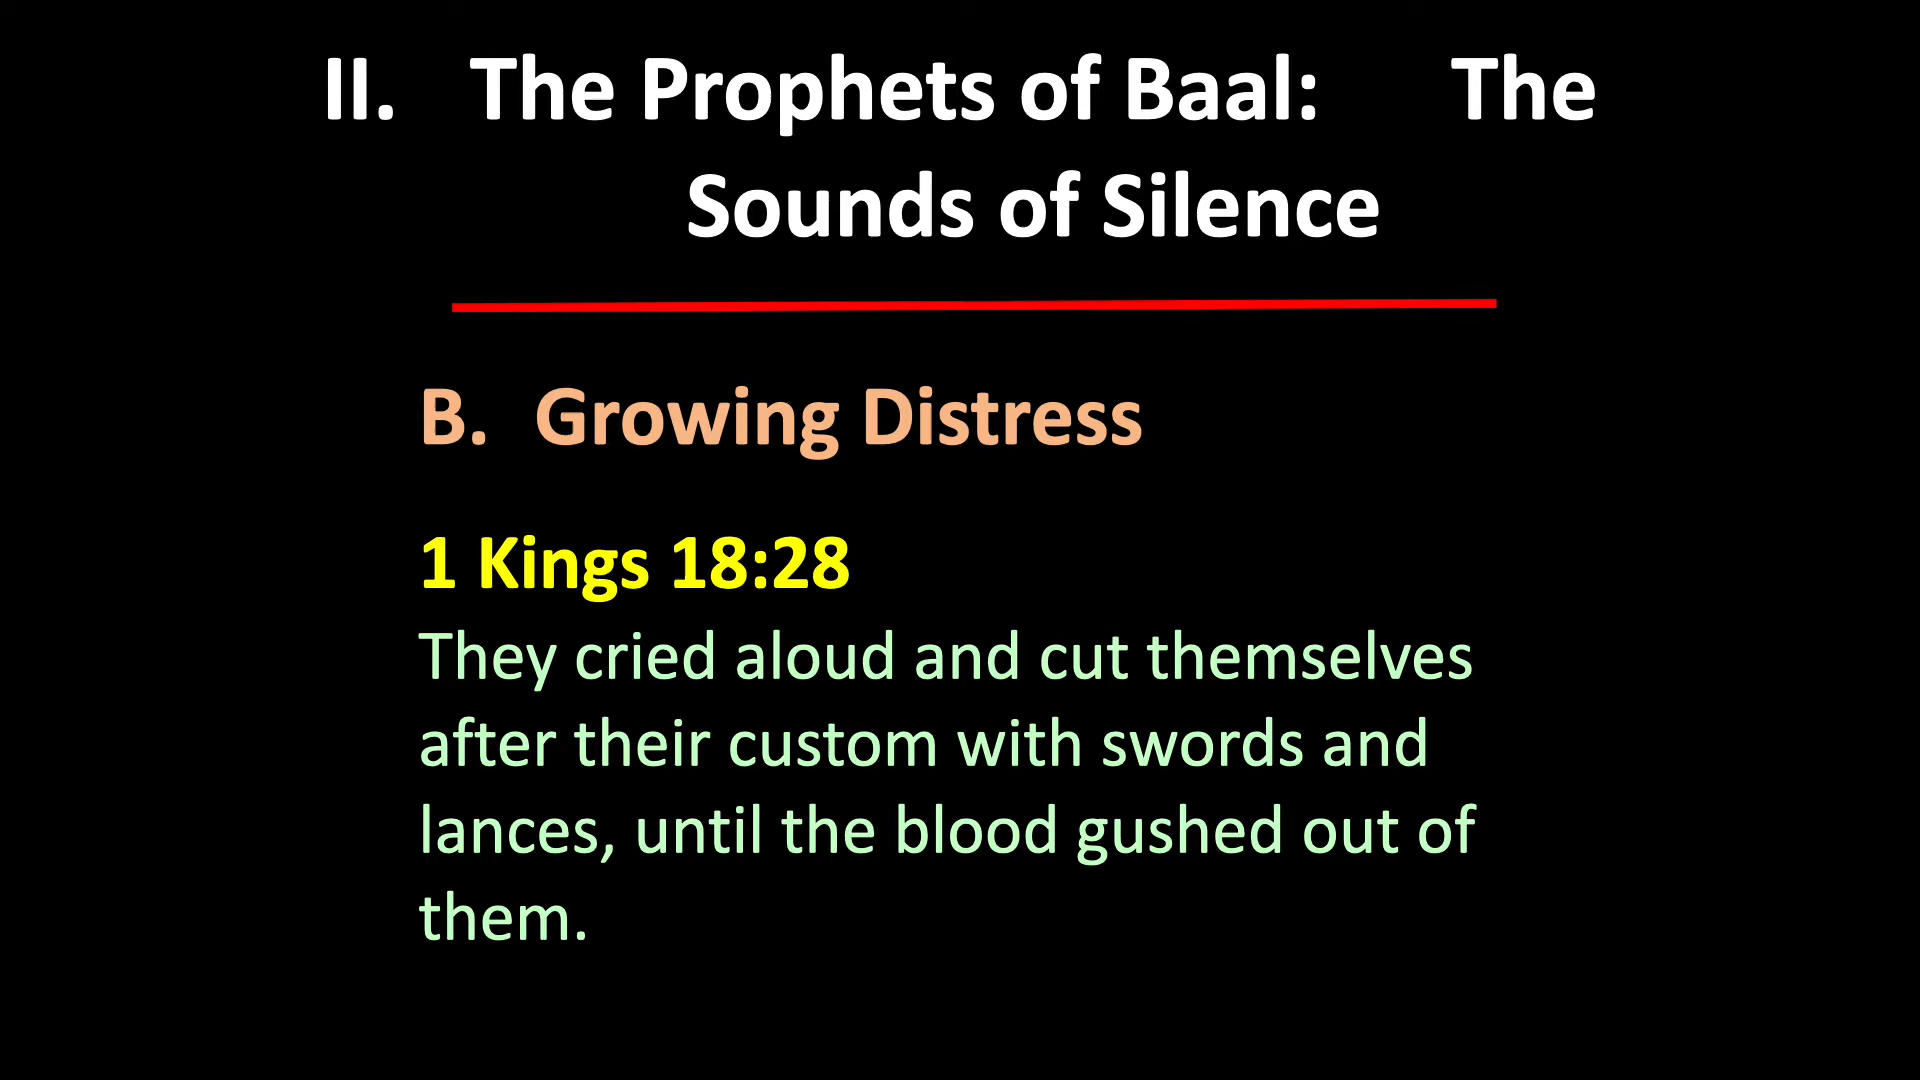 II. The Prophets of Baal: The
Sounds of Silence
B. Growing Distress
1 Kings 18:28
They cried aloud and cut themselves
after their custom with swords and
lances, until the blood gushed out of
them.